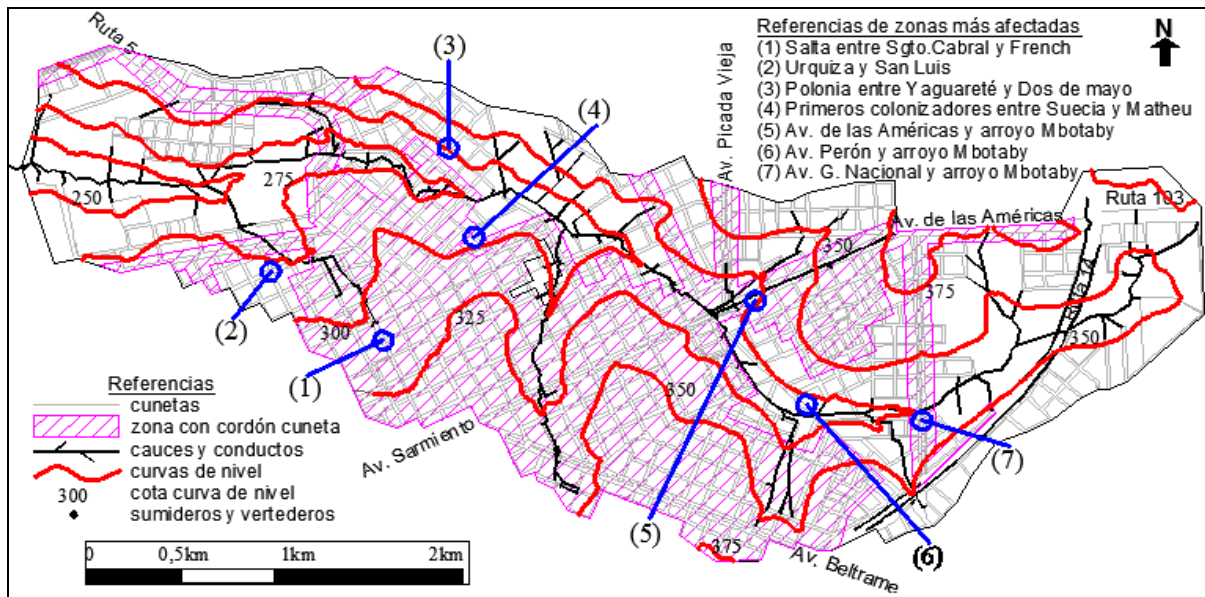 Referencias de zonas más afectadas
(1) Salta entre Sgto.Cabral y French
(2) Urquiza y San Luis
(3) Polonia entre Yaguareté y Dos de mayo
(4) Primeros colonizadores entre Suecia y Matheu
(5) Av. de las Américas y arroyo Mbotaby
(6) Av. Perón y arroyo Mbotaby
(7) Av. G. Nacional y arroyo Mbotaby
N
Ruta 5
(3)
(4)
Av. Picada Vieja
250
275
Av. de las Américas
Ruta 103
350
375
350
(2)
300
325
350
(1)
Av. Sarmiento
(5)
(6)
(7)
375
Av. Beltrame
Referencias
cunetas
zona con cordón cuneta
cauces y conductos
curvas de nivel
300 cota curva de nivel
sumideros y vertederos
0 0,5km 1km 2km